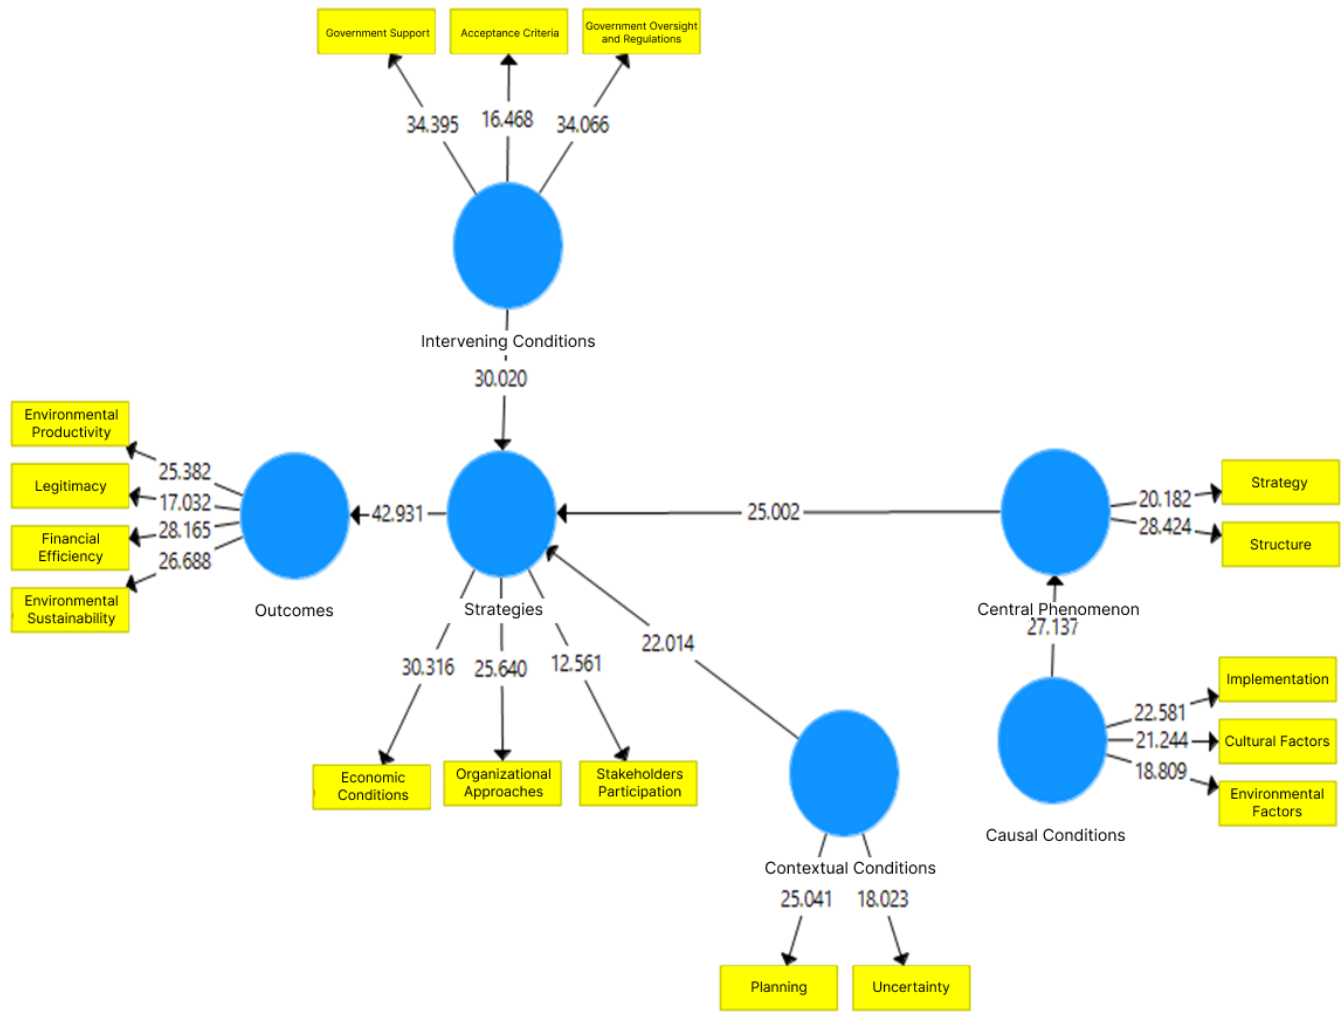 Government Support
Acceptance Criteria
Government Oversight
and Regulations
34.395
16.468
34.066
Intervening Conditions
30.020
Environmental
Productivity
Legitimacy
Financial
Efficiency
Environmental
Sustainability
25.382
17.032
28.165
26.688
Outcomes
42.931
Strategies
25.002
Central Phenomenon
20.182
28.424
Strategy
Structure
27.137
22.014
30.316
25.640
12.561
Economic
Conditions
Organizational
Approaches
Stakeholders
Participation
Causal Conditions
22.581
21.244
18.809
Implementation
Cultural Factors
Environmental
Factors
Contextual Conditions
25.041
18.023
Planning
Uncertainty